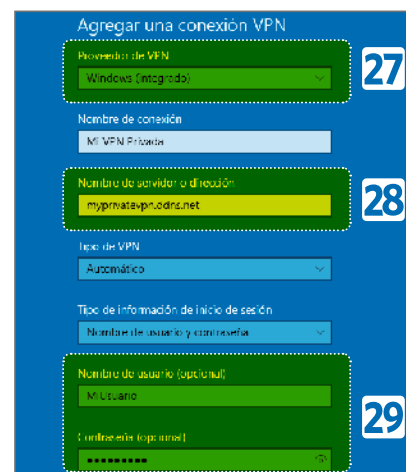 Agregar una conexión VPN
Proveedor de VPN
Windows (integrado)
27
Nombre de conexión
Mi VPN Privada
Nombre de servidor o dirección
myprivatevpn.ddns.net
28
Tipo de VPN
Automático
Tipo de información de inicio de sesión
Nombre de usuario y contraseña
Nombre de usuario (opcional)
MiUsuario
29
Contraseña (opcional)
•••••••••